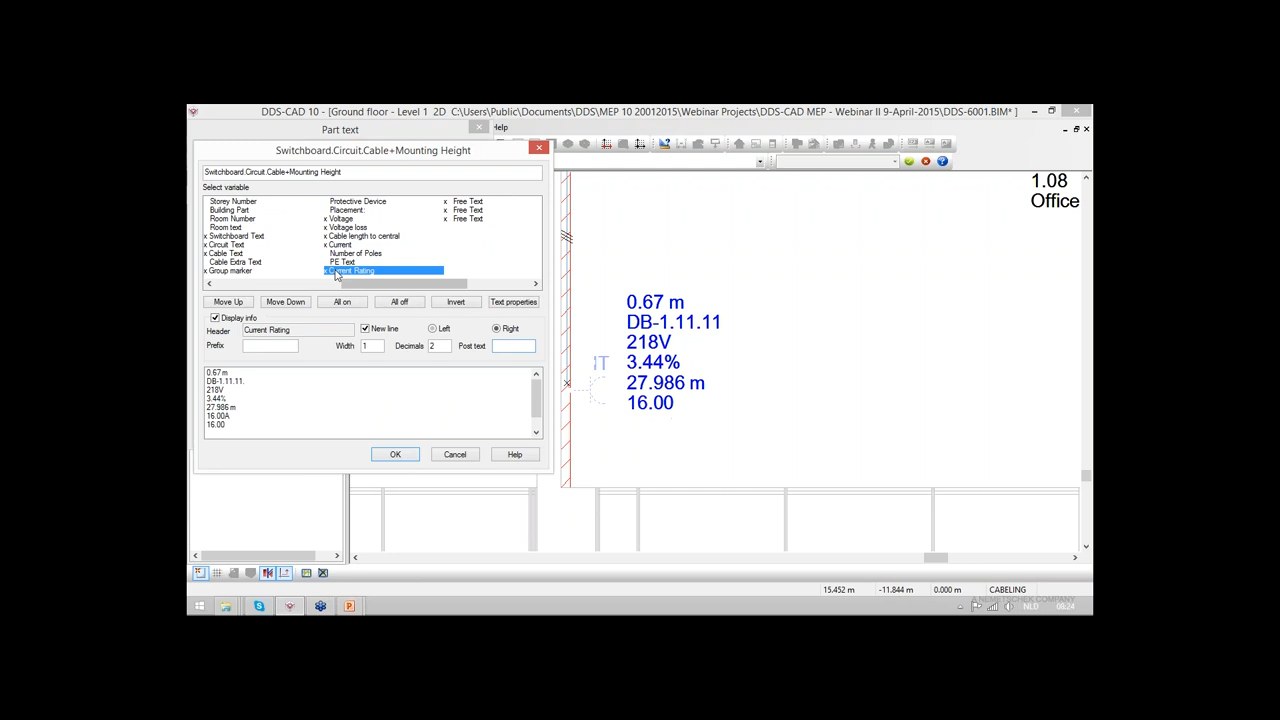 DDS-CAD 10 - [Ground floor - Level 1 2D C:\Users\Public\Documents\DDS\MEP 10 20012015\Webinar Projects\DDS-CAD MEP - Webinar II 9-April-2015\DDS-6001.BIM* ]
Part text
Help
Switchboard.Circuit.Cable+Mounting Height
Switchboard.Circuit.Cable+Mounting Height
Select variable
Storey Number
Building Part
Room Number
Room text
x Switchboard Text
x Circuit Text
x Cable Text
Cable Extra Text
x Group marker
Protective Device
Placement:
x Voltage
x Voltage loss
x Cable length to central
x Current
Number of Poles
PE Text
x Current Rating
x Free Text
x Free Text
x Free Text
Move Up
Move Down
All on
All off
Invert
Text properties
Display info
Header
Current Rating
New line
Left
Right
Prefix
Width
1
Decimals
2
Post text
0.67 m
DB-1.11.11.
218V
3.44%
27.986 m
16.00A
16.00
OK
Cancel
Help
1.08
Office
0.67 m
DB-1.11.11
218V
3.44%
27.986 m
16.00
15.452 m
-11.844 m
0.000 m
CABELING
A NEMETSCHEK COMPANY
NLD
08:24